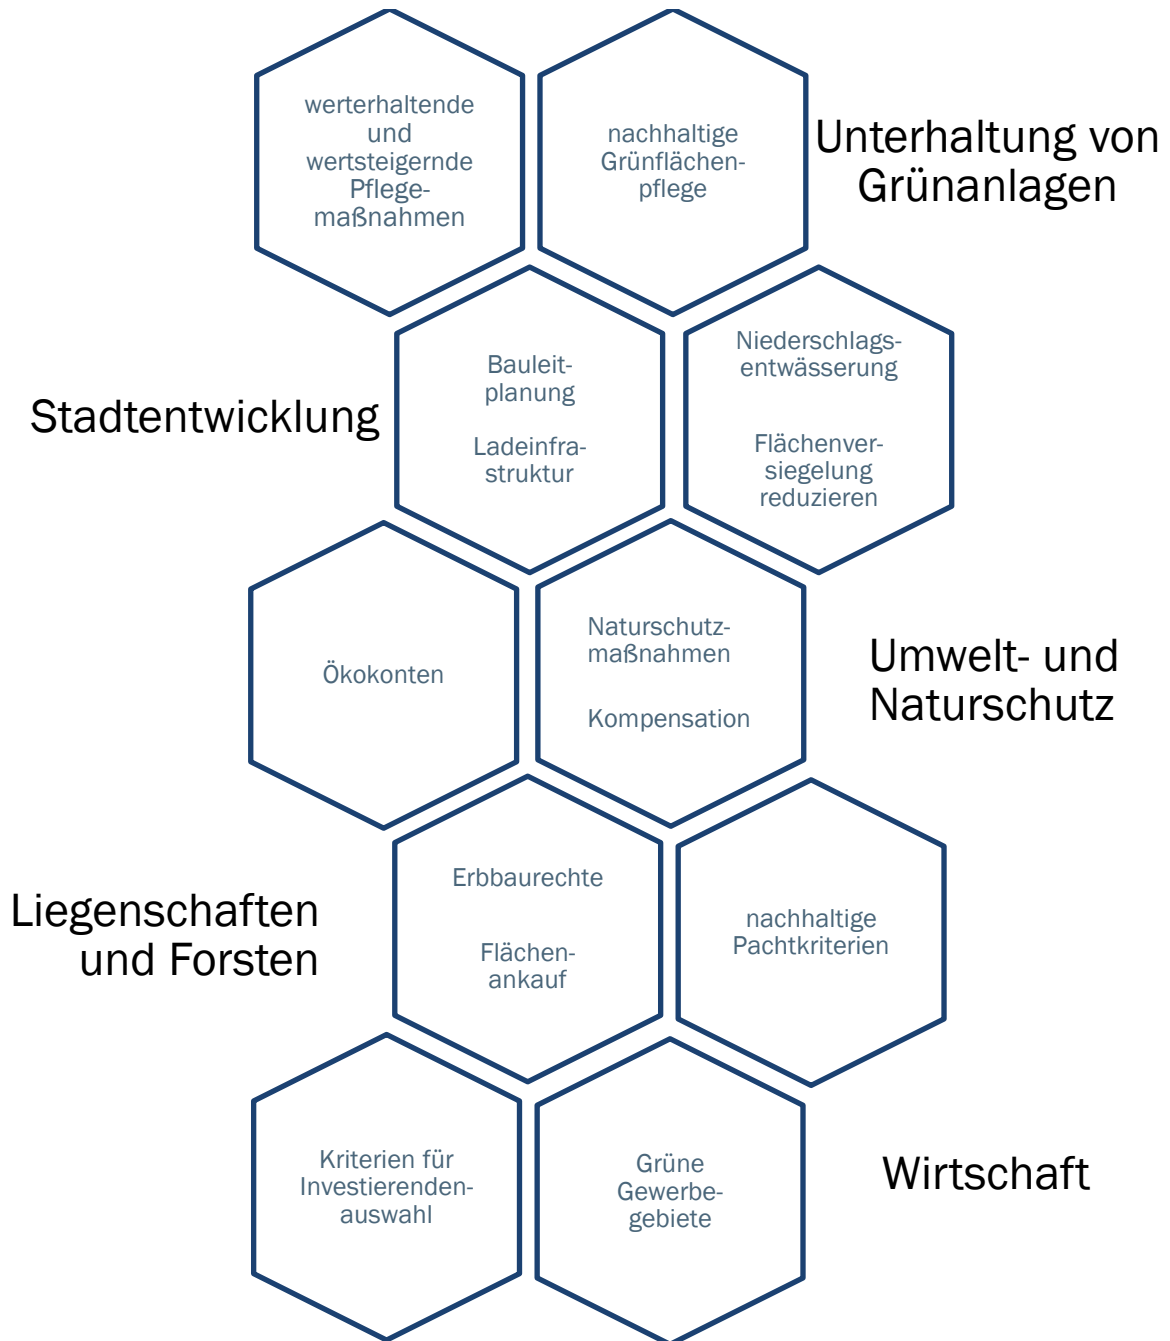 werterhaltende
und
wertsteigernde
Pflege-
maßnahmen
nachhaltige
Grünflächen-
pflege
Unterhaltung von
Grünanlagen
Stadtentwicklung
Bauleit-
planung
Ladeinfra-
struktur
Niederschlags-
entwässerung
Flächenver-
siegelung
reduzieren
Ökokonten
Naturschutz-
maßnahmen
Kompensation
Umwelt- und
Naturschutz
Liegenschaften
und Forsten
Erbbaurechte
Flächen-
ankauf
nachhaltige
Pachtkriterien
Kriterien für
Investierenden-
auswahl
Grüne
Gewerbe-
gebiete
Wirtschaft